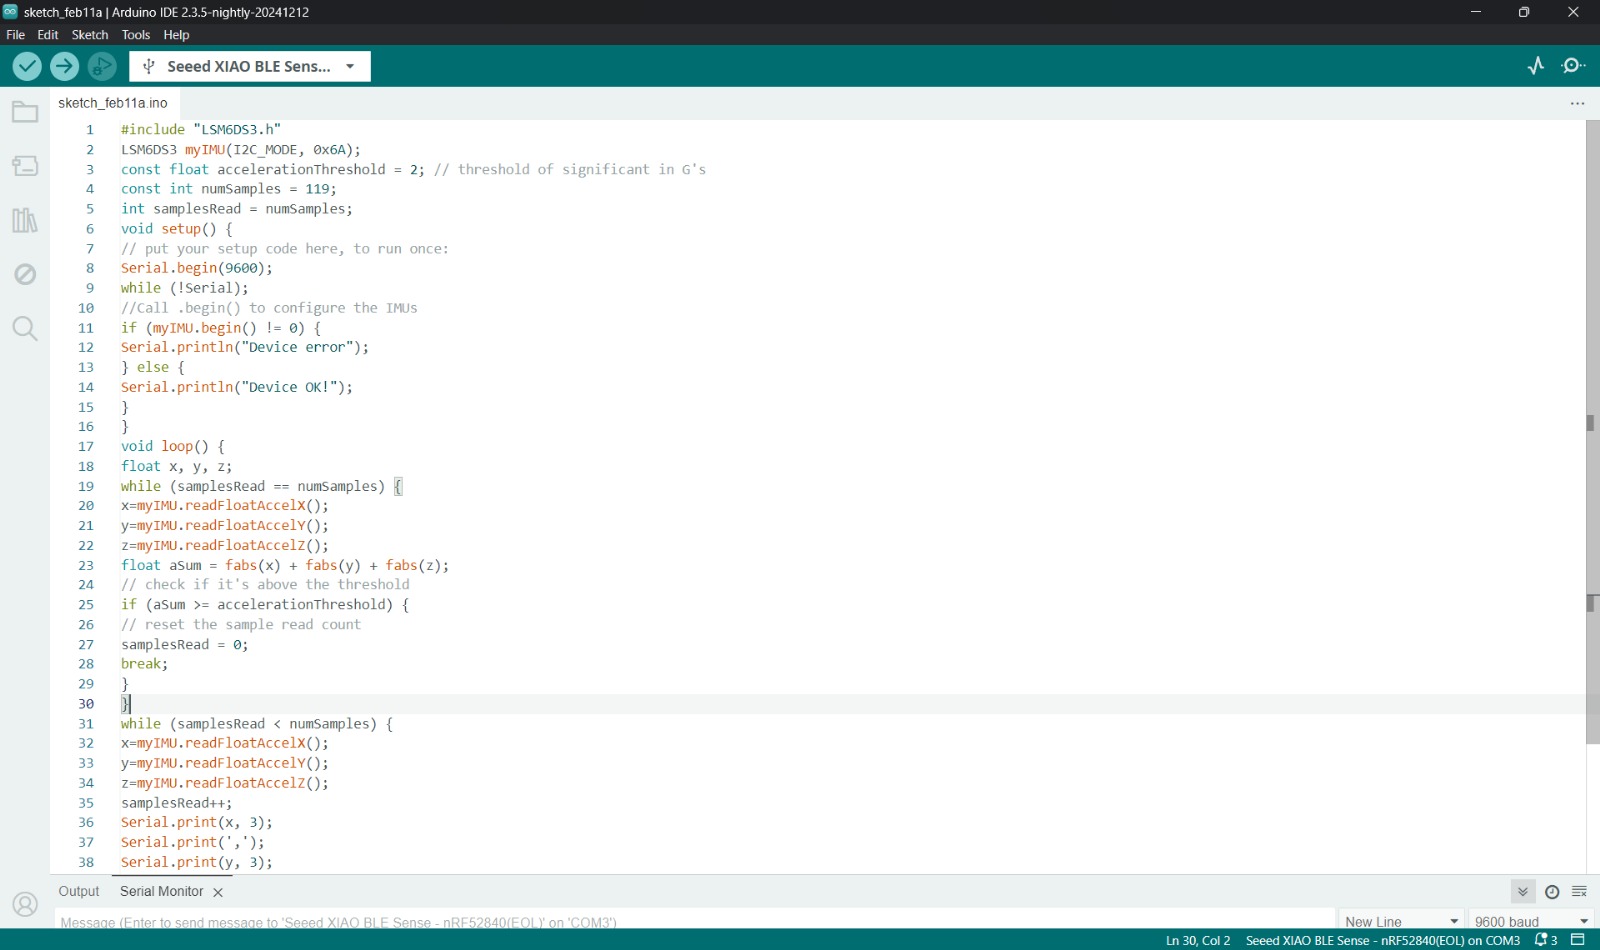 sketch_feb11a | Arduino IDE 2.3.5-nightly-20241212
File Edit Sketch Tools Help
Seeed XIAO BLE Sens...
sketch_feb11a.ino
1 #include "LSM6DS3.h"
2 LSM6DS3 myIMU(I2C_MODE, 0x6A);
3 const float accelerationThreshold = 2; // threshold of significant in G's
4 const int numSamples = 119;
5 int samplesRead = numSamples;
6 void setup() {
7 // put your setup code here, to run once:
8 Serial.begin(9600);
9 while (!Serial);
10 //Call .begin() to configure the IMUs
11 if (myIMU.begin() != 0) {
12 Serial.println("Device error");
13 } else {
14 Serial.println("Device OK!");
15 }
16 }
17 void loop() {
18 float x, y, z;
19 while (samplesRead == numSamples) {
20 x=myIMU.readFloatAccelX();
21 y=myIMU.readFloatAccelY();
22 z=myIMU.readFloatAccelZ();
23 float aSum = fabs(x) + fabs(y) + fabs(z);
24 // check if it's above the threshold
25 if (aSum >= accelerationThreshold) {
26 // reset the sample read count
27 samplesRead = 0;
28 break;
29 }
30 }
31 while (samplesRead < numSamples) {
32 x=myIMU.readFloatAccelX();
33 y=myIMU.readFloatAccelY();
34 z=myIMU.readFloatAccelZ();
35 samplesRead++;
36 Serial.print(x, 3);
37 Serial.print(',');
38 Serial.print(y, 3);
Output Serial Monitor
Message (Enter to send message to 'Seeed XIAO BLE Sense - nRF52840(EOL)' on 'COM3') New Line 9600 baud
Ln 30, Col 2 Seeed XIAO BLE Sense - nRF52840(EOL) on COM3 3